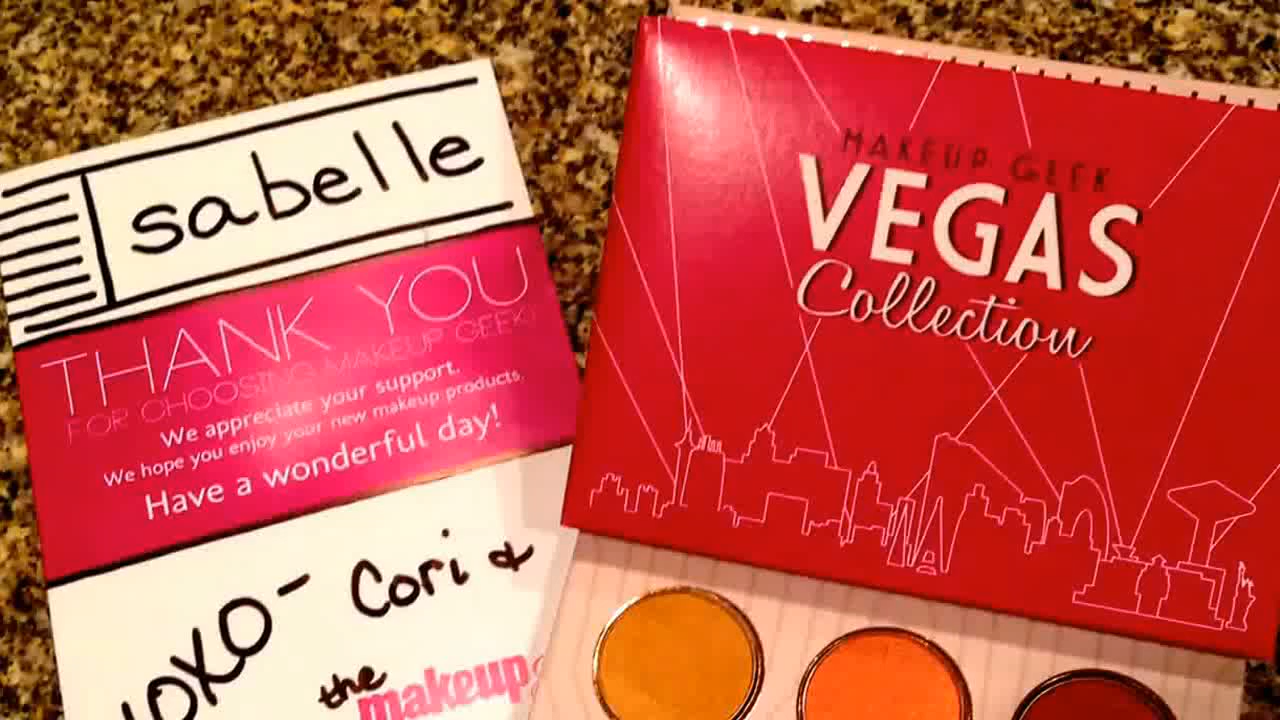 sabelle
THANK YOU
FOR CHOOSING MAKEUP GEEK!
We appreciate your support.
We hope you enjoy your new makeup products.
Have a wonderful day!
XOXO- Cori &
the makeup
MAKEUP GEEK
VEGAS
Collection